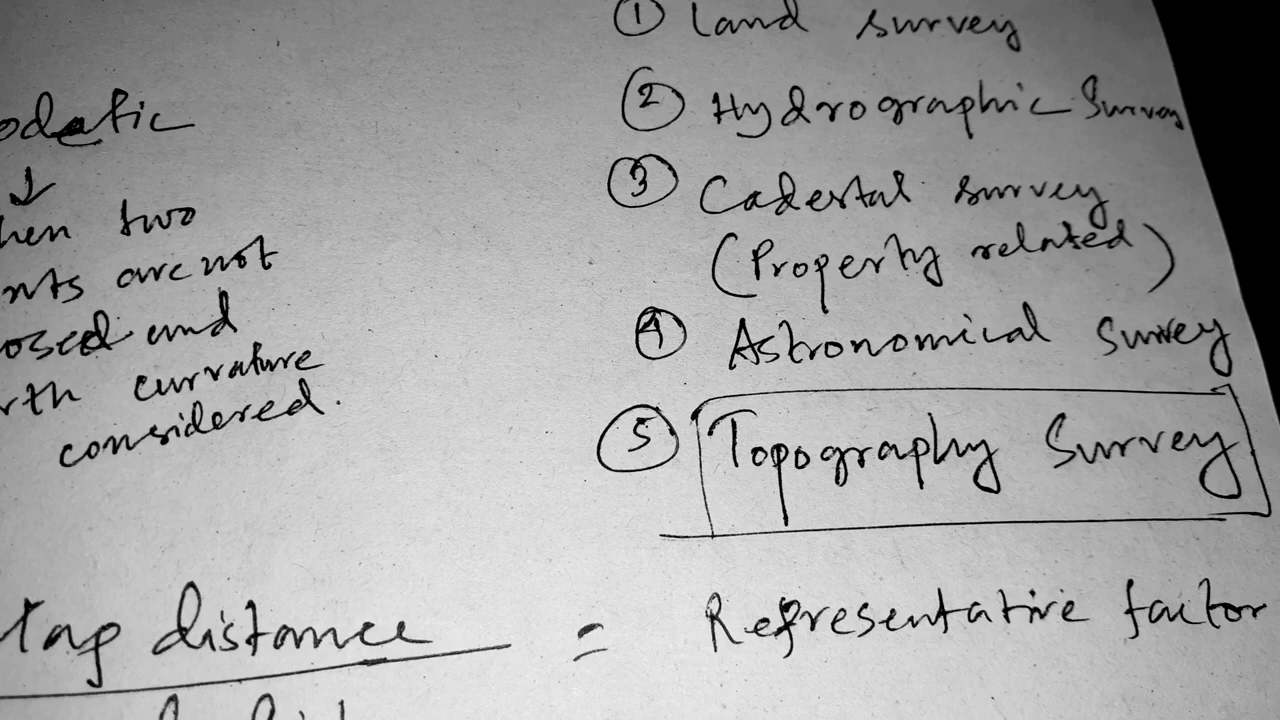 odetic
↓
hen two
nts are not
osed and
rth curvature
considered.
① Land survey
② Hydrographic Survey
③ Cadestal survey
(Property related)
④ Astronomical Survey
⑤ Topography Survey
Map distance = Representative factor